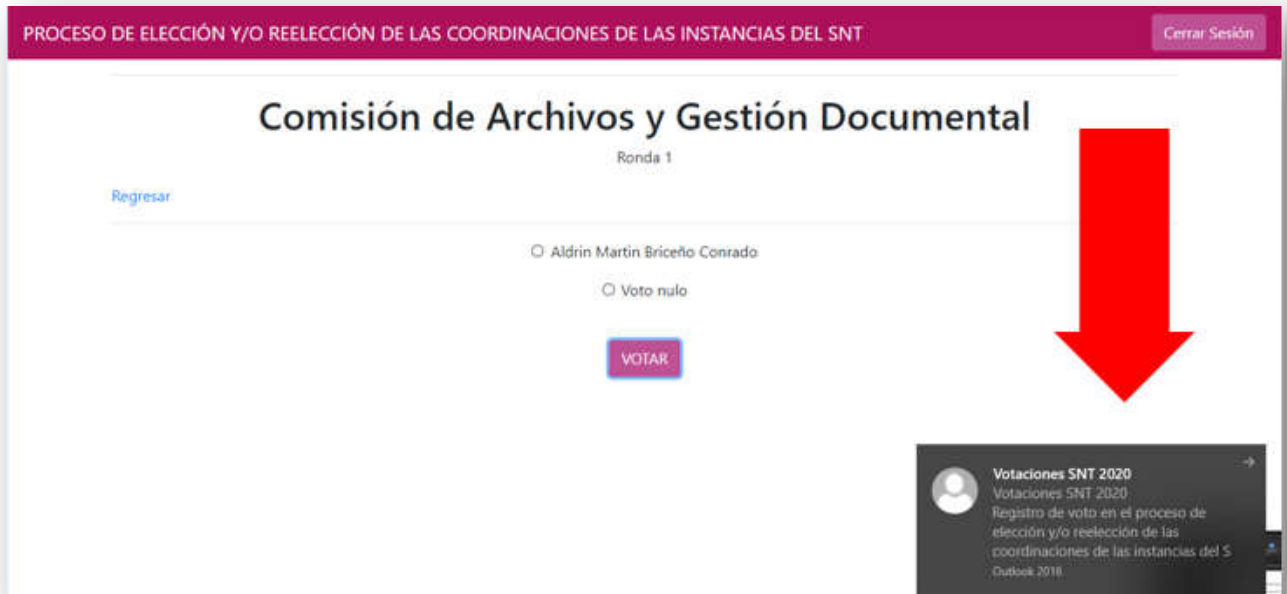 PROCESO DE ELECCIÓN Y/O REELECCIÓN DE LAS COORDINACIONES DE LAS INSTANCIAS DEL SNT
Cerrar Sesión
Comisión de Archivos y Gestión Documental
Ronda 1
Regresar
Aldrin Martin Briceño Conrado
Voto nulo
VOTAR
Votaciones SNT 2020
Votaciones SNT 2020
Registro de voto en el proceso de
elección y/o reelección de las
coordinaciones de las instancias del S
Outlook 2016